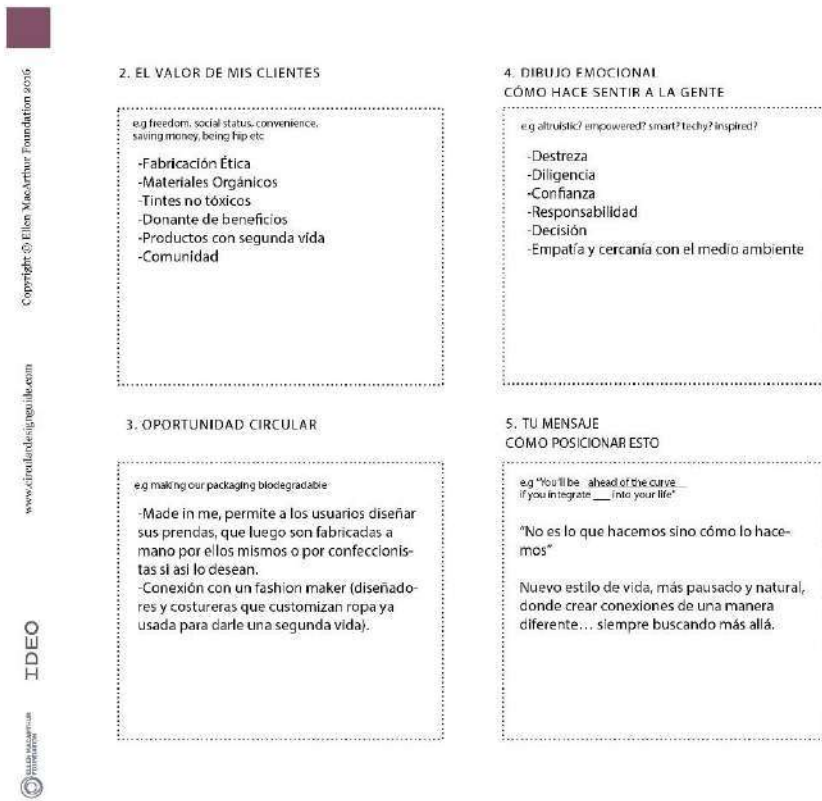 2. EL VALOR DE MIS CLIENTES
e.g freedom, social status, convenience,
saving money, being hip etc
-Fabricación Ética
-Materiales Orgánicos
-Tintes no tóxicos
-Donante de beneficios
-Productos con segunda vida
-Comunidad
4. DIBUJO EMOCIONAL
CÓMO HACE SENTIR A LA GENTE
e.g altruistic? empowered? smart? techy? inspired?
-Destreza
-Diligencia
-Confianza
-Responsabilidad
-Decisión
-Empatía y cercanía con el medio ambiente
3. OPORTUNIDAD CIRCULAR
e.g making our packaging biodegradable
-Made in me, permite a los usuarios diseñar
sus prendas, que luego son fabricadas a
mano por ellos mismos o por confeccionis-
tas si asi lo desean.
-Conexión con un fashion maker (diseñado-
res y costureras que customizan ropa ya
usada para darle una segunda vida).
5. TU MENSAJE
CÓMO POSICIONAR ESTO
e.g "You'll be ahead of the curve
if you integrate ___ into your life"
"No es lo que hacemos sino cómo lo hace-
mos"
Nuevo estilo de vida, más pausado y natural,
donde crear conexiones de una manera
diferente... siempre buscando más allá.
ELLEN MACARTHUR
FOUNDATION
IDEO
www.circulardesignguide.com
Copyright © Ellen MacArthur Foundation 2016